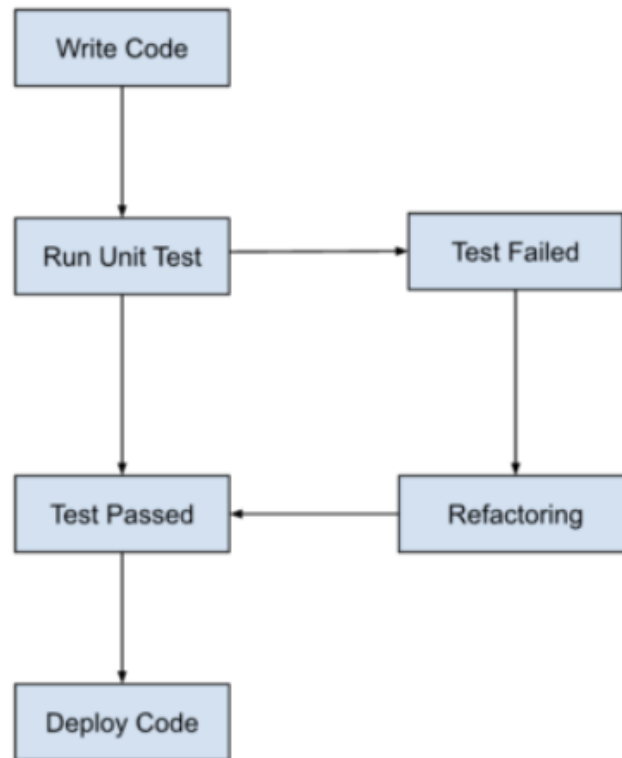 Write Code
Run Unit Test
Test Failed
Test Passed
Refactoring
Deploy Code